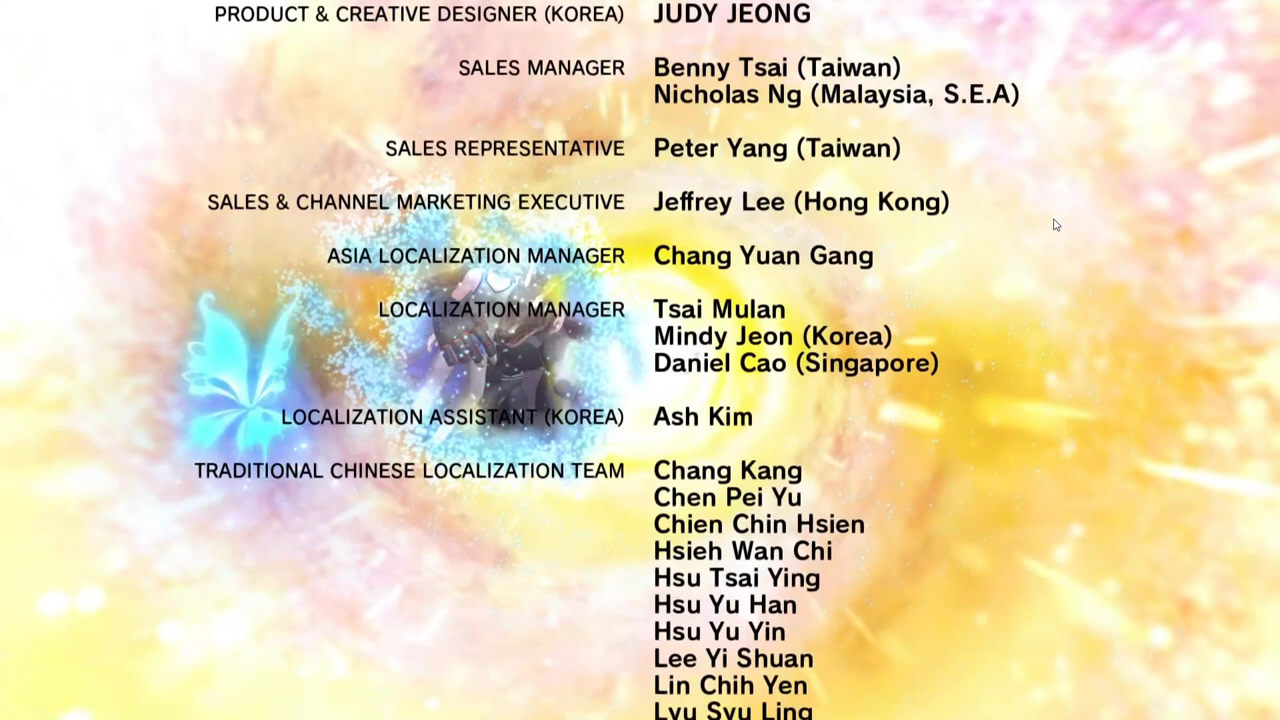 PRODUCT & CREATIVE DESIGNER (KOREA) JUDY JEONG
SALES MANAGER Benny Tsai (Taiwan)
Nicholas Ng (Malaysia, S.E.A)
SALES REPRESENTATIVE Peter Yang (Taiwan)
SALES & CHANNEL MARKETING EXECUTIVE Jeffrey Lee (Hong Kong)
ASIA LOCALIZATION MANAGER Chang Yuan Gang
LOCALIZATION MANAGER Tsai Mulan
Mindy Jeon (Korea)
Daniel Cao (Singapore)
LOCALIZATION ASSISTANT (KOREA) Ash Kim
TRADITIONAL CHINESE LOCALIZATION TEAM Chang Kang
Chen Pei Yu
Chien Chin Hsien
Hsieh Wan Chi
Hsu Tsai Ying
Hsu Yu Han
Hsu Yu Yin
Lee Yi Shuan
Lin Chih Yen
Lyu Syu Ling